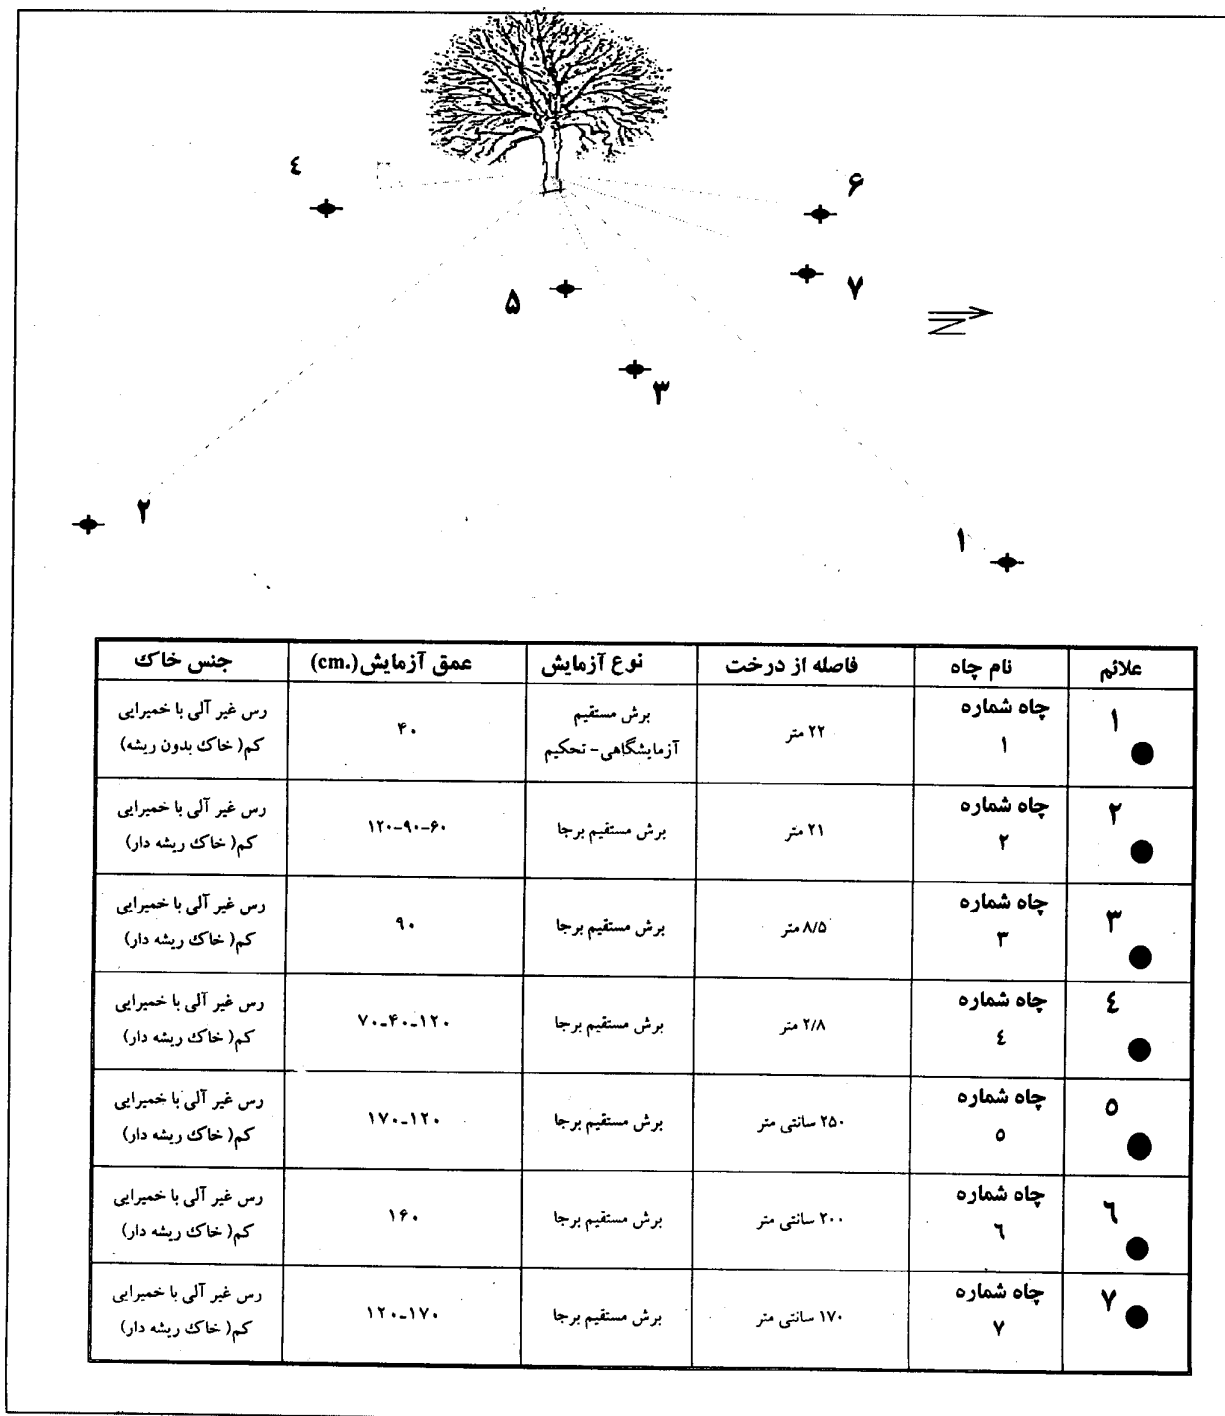 ٤
۶
۷
۵
N
۳
۲
۱
علائم نام چاه فاصله از درخت نوع آزمایش عمق آزمایش(cm.) جنس خاک
۱ چاه شماره ۱ ۲۲ متر برش مستقیم آزمایشگاهی- تحکیم ۴۰ رس غیر آلی با خمیرایی کم( خاک بدون ریشه)
۲ چاه شماره ۲ ۲۱ متر برش مستقیم برجا ۶۰-۹۰-۱۲۰ رس غیر آلی با خمیرایی کم( خاک ریشه دار)
۳ چاه شماره ۳ ۸/۵ متر برش مستقیم برجا ۹۰ رس غیر آلی با خمیرایی کم( خاک ریشه دار)
٤ چاه شماره ٤ ۲/۸ متر برش مستقیم برجا ۱۲۰-۴۰-۷۰ رس غیر آلی با خمیرایی کم( خاک ریشه دار)
٥ چاه شماره ٥ ۲۵۰ سانتی متر برش مستقیم برجا ۱۲۰-۱۷۰ رس غیر آلی با خمیرایی کم( خاک ریشه دار)
٦ چاه شماره ٦ ۲۰۰ سانتی متر برش مستقیم برجا ۱۶۰ رس غیر آلی با خمیرایی کم( خاک ریشه دار)
۷ چاه شماره ۷ ۱۷۰ سانتی متر برش مستقیم برجا ۱۷۰-۱۲۰ رس غیر آلی با خمیرایی کم( خاک ریشه دار)